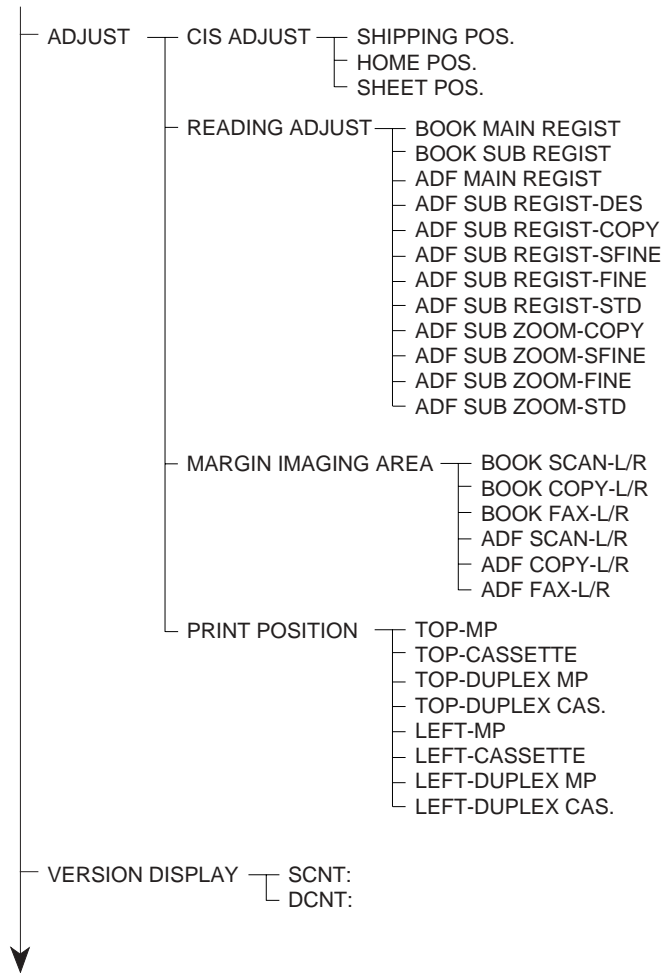 ADJUST
CIS ADJUST
SHIPPING POS.
HOME POS.
SHEET POS.
READING ADJUST
BOOK MAIN REGIST
BOOK SUB REGIST
ADF MAIN REGIST
ADF SUB REGIST-DES
ADF SUB REGIST-COPY
ADF SUB REGIST-SFINE
ADF SUB REGIST-FINE
ADF SUB REGIST-STD
ADF SUB ZOOM-COPY
ADF SUB ZOOM-SFINE
ADF SUB ZOOM-FINE
ADF SUB ZOOM-STD
MARGIN IMAGING AREA
BOOK SCAN-L/R
BOOK COPY-L/R
BOOK FAX-L/R
ADF SCAN-L/R
ADF COPY-L/R
ADF FAX-L/R
PRINT POSITION
TOP-MP
TOP-CASSETTE
TOP-DUPLEX MP
TOP-DUPLEX CAS.
LEFT-MP
LEFT-CASSETTE
LEFT-DUPLEX MP
LEFT-DUPLEX CAS.
VERSION DISPLAY
SCNT:
DCNT: